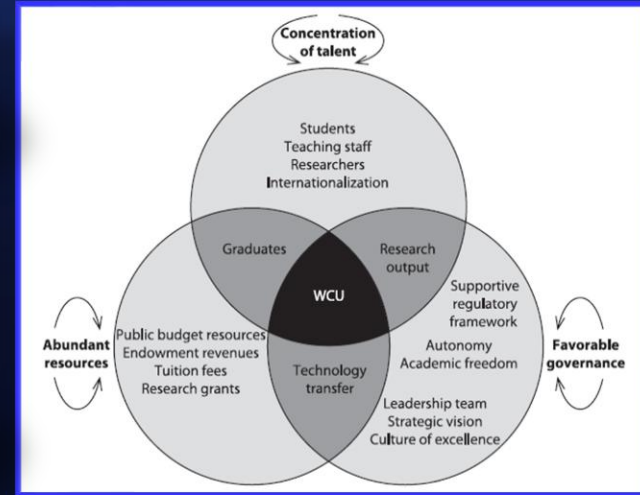 Concentration
of talent
Students
Teaching staff
Researchers
Internationalization
Graduates
Research
output
WCU
Supportive
regulatory
framework
Autonomy
Academic freedom
Leadership team
Strategic vision
Culture of excellence
Favorable
governance
Abundant
resources
Public budget resources
Endowment revenues
Tuition fees
Research grants
Technology
transfer